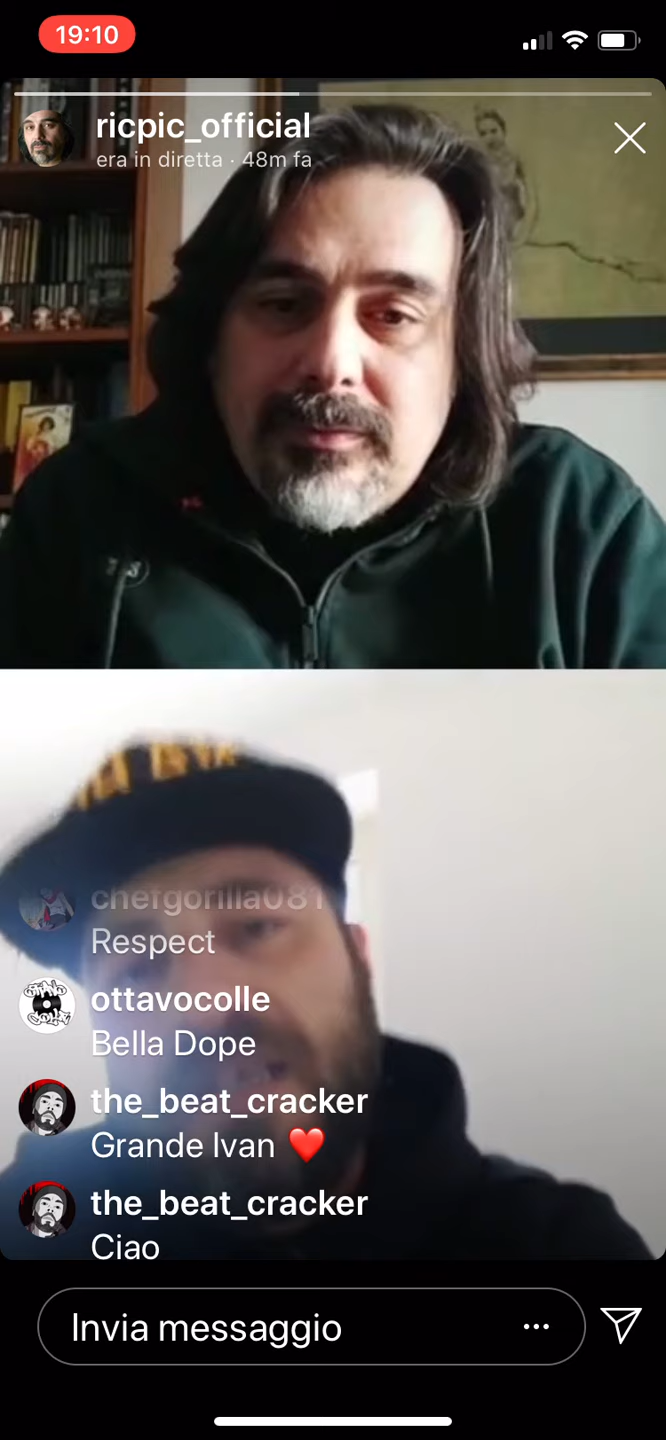 19:10
ricpic_official
era in diretta · 48m fa
chefgorilla081
Respect
ottavocolle
Bella Dope
the_beat_cracker
Grande Ivan ❤️
the_beat_cracker
Ciao
Invia messaggio